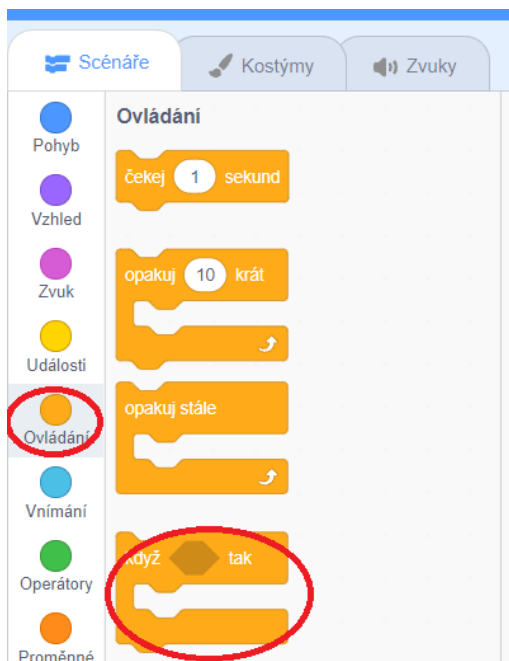 Scénáře
Kostýmy
Zvuky
Pohyb
Vzhled
Zvuk
Události
Ovládání
Vnímání
Operátory
Proměnné
Ovládání
čekej 1 sekund
opakuj 10 krát
opakuj stále
když tak